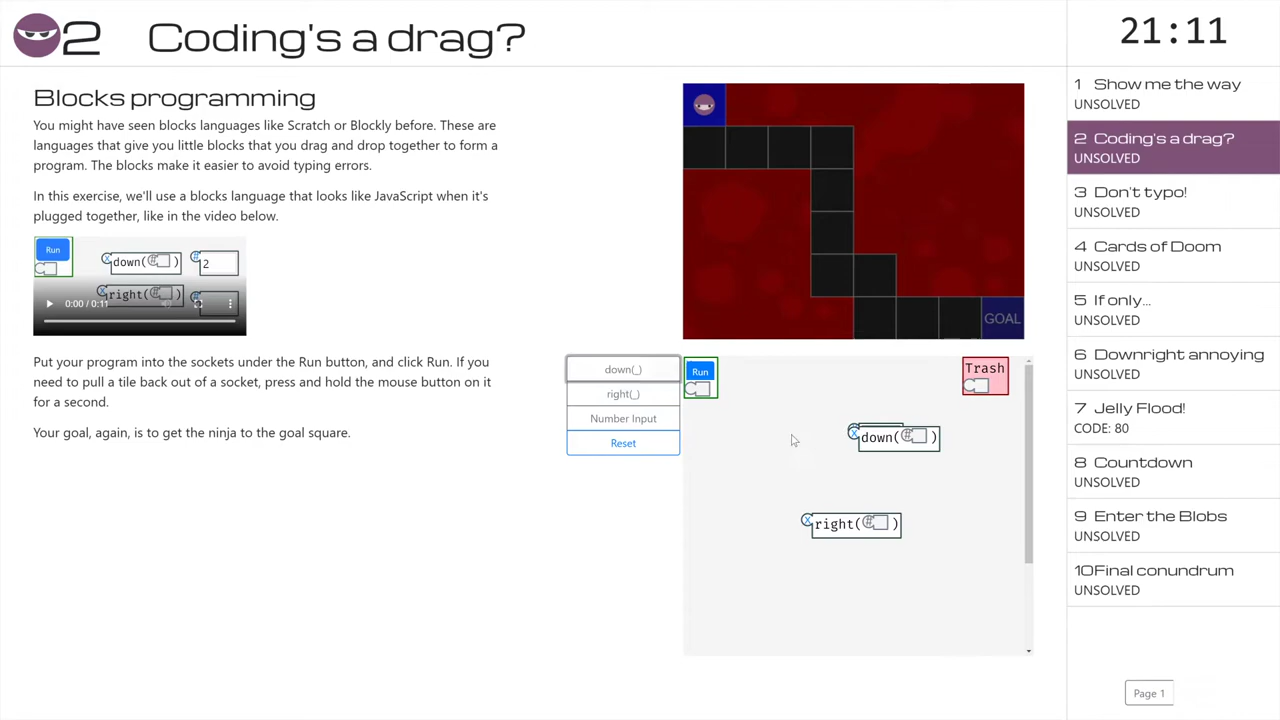 2 Coding's a drag?
21:11
Blocks programming
You might have seen blocks languages like Scratch or Blockly before. These are
languages that give you little blocks that you drag and drop together to form a
program. The blocks make it easier to avoid typing errors.
In this exercise, we'll use a blocks language that looks like JavaScript when it's
plugged together, like in the video below.
Run
down(# )
# 2
right(# )
#
0:00 / 0:11
Put your program into the sockets under the Run button, and click Run. If you
need to pull a tile back out of a socket, press and hold the mouse button on it
for a second.
Your goal, again, is to get the ninja to the goal square.
GOAL
down(_)
right(_)
Number Input
Reset
Run
Trash
x down(# )
x right(# )
1 Show me the way
UNSOLVED
2 Coding's a drag?
UNSOLVED
3 Don't typo!
UNSOLVED
4 Cards of Doom
UNSOLVED
5 If only...
UNSOLVED
6 Downright annoying
UNSOLVED
7 Jelly Flood!
CODE: 80
8 Countdown
UNSOLVED
9 Enter the Blobs
UNSOLVED
10Final conundrum
UNSOLVED
Page 1